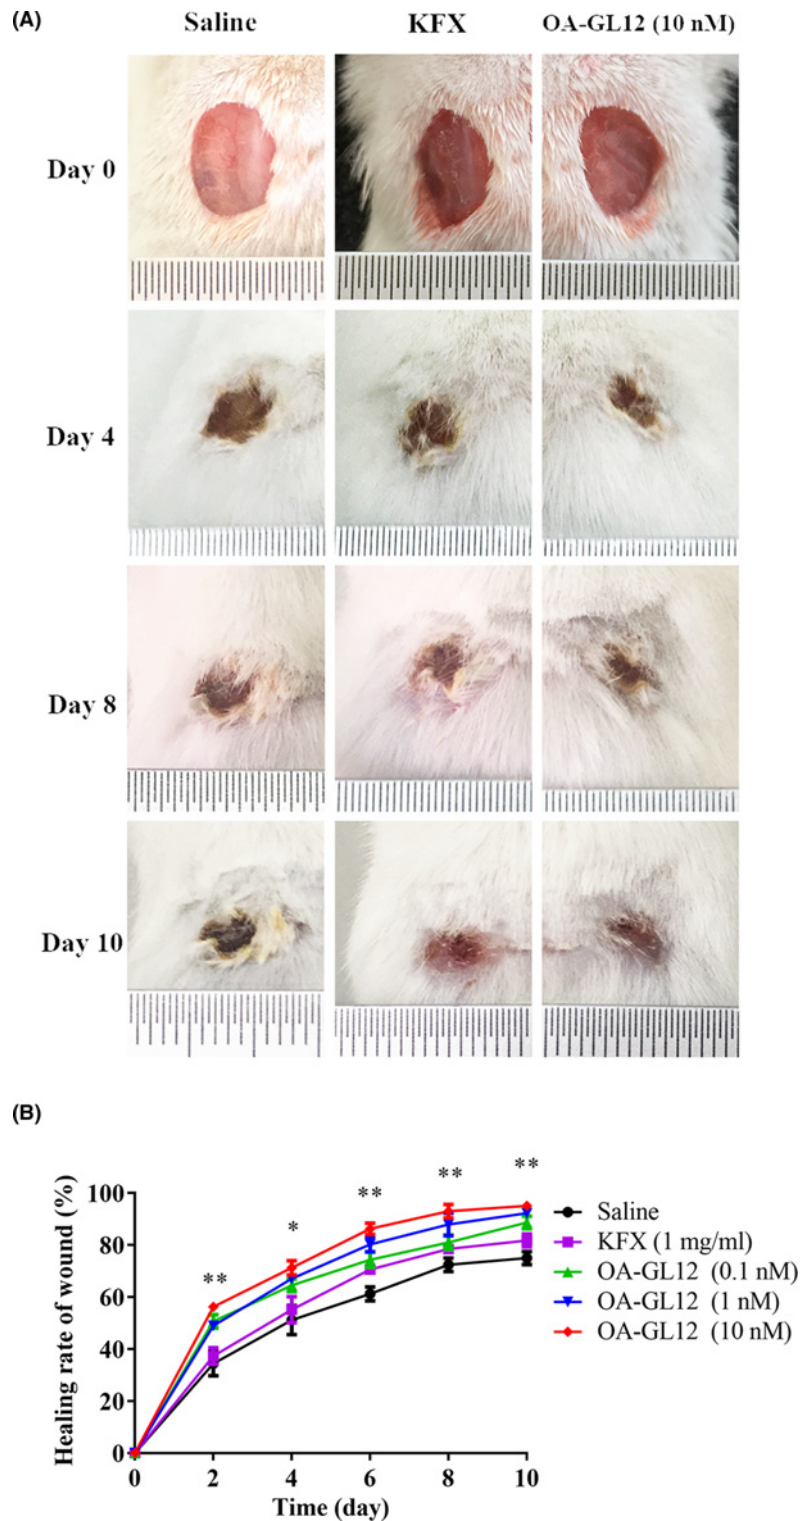 (A)
Saline KFX OA-GL12 (10 nM)
Day 0
Day 4
Day 8
Day 10
(B)
Healing rate of wound (%)
100
80
60
40
20
0
** * ** ** **
0 2 4 6 8 10
Time (day)
Saline
KFX (1 mg/ml)
OA-GL12 (0.1 nM)
OA-GL12 (1 nM)
OA-GL12 (10 nM)